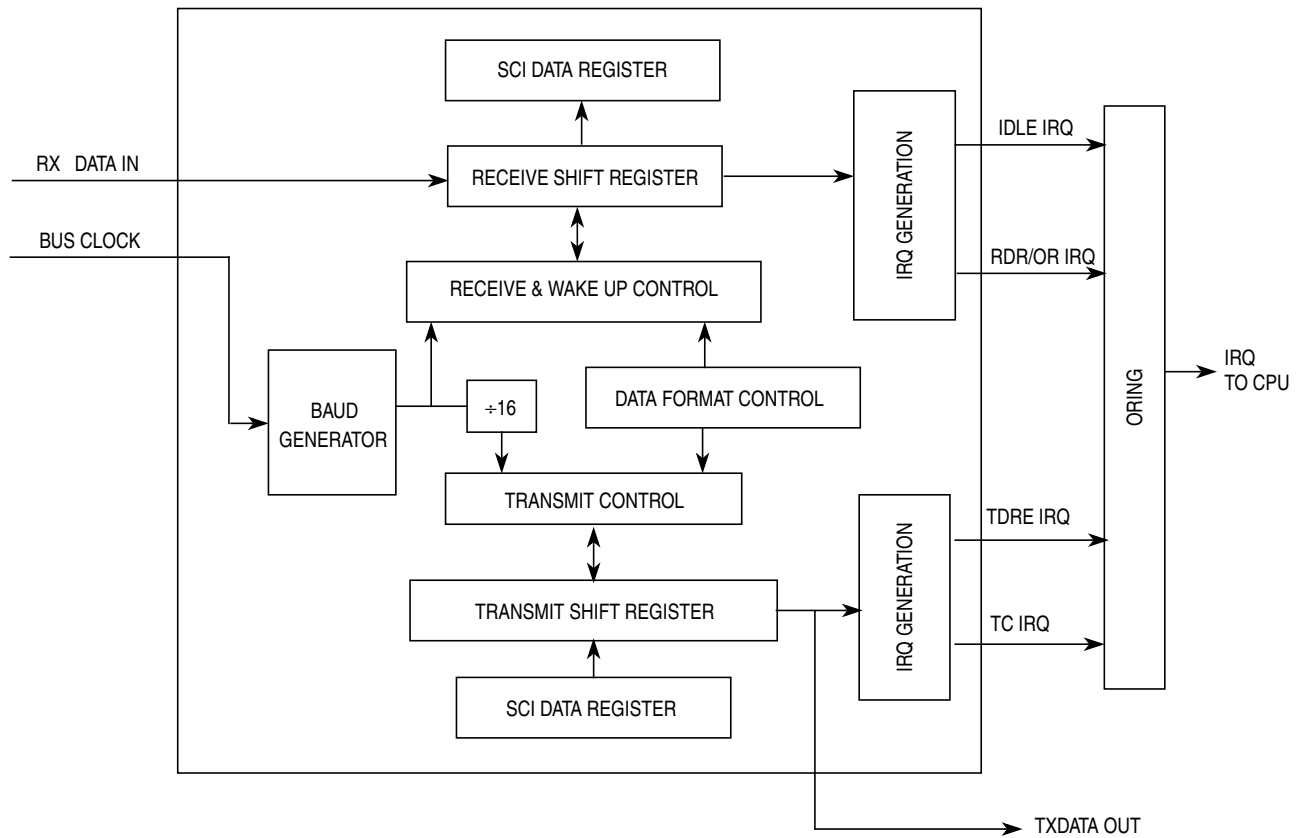 SCI DATA REGISTER
RX DATA IN
RECEIVE SHIFT REGISTER
IRQ GENERATION
IDLE IRQ
BUS CLOCK
RECEIVE & WAKE UP CONTROL
RDR/OR IRQ
BAUD
GENERATOR
÷16
DATA FORMAT CONTROL
ORING
IRQ
TO CPU
TRANSMIT CONTROL
TRANSMIT SHIFT REGISTER
IRQ GENERATION
TDRE IRQ
TC IRQ
SCI DATA REGISTER
TXDATA OUT